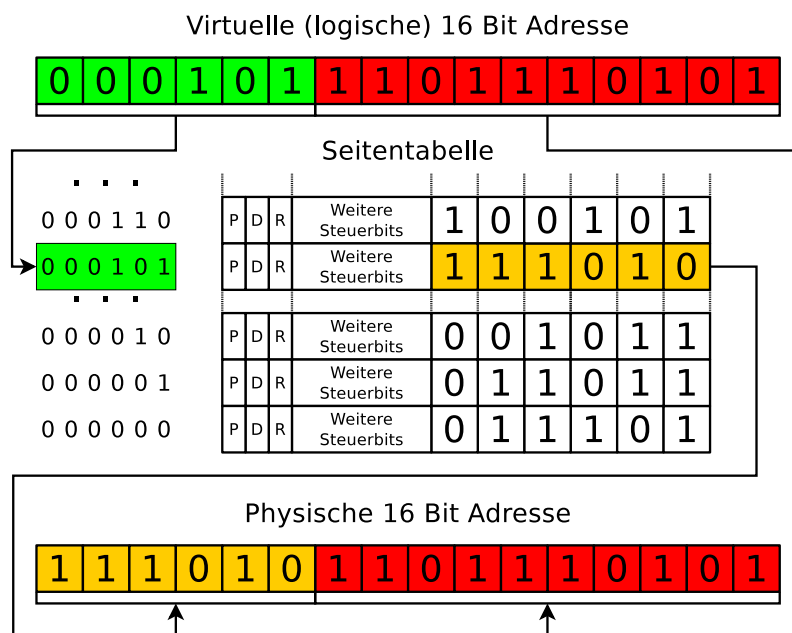 Virtuelle (logische) 16 Bit Adresse
0 0 0 1 0 1 1 1 0 1 1 1 0 1 0 1
Seitentabelle
. . .
0 0 0 1 1 0 P D R Weitere Steuerbits 1 0 0 1 0 1
0 0 0 1 0 1 P D R Weitere Steuerbits 1 1 1 0 1 0
. . .
0 0 0 0 1 0 P D R Weitere Steuerbits 0 0 1 0 1 1
0 0 0 0 0 1 P D R Weitere Steuerbits 0 1 1 0 1 1
0 0 0 0 0 0 P D R Weitere Steuerbits 0 1 1 1 0 1
Physische 16 Bit Adresse
1 1 1 0 1 0 1 1 0 1 1 1 0 1 0 1